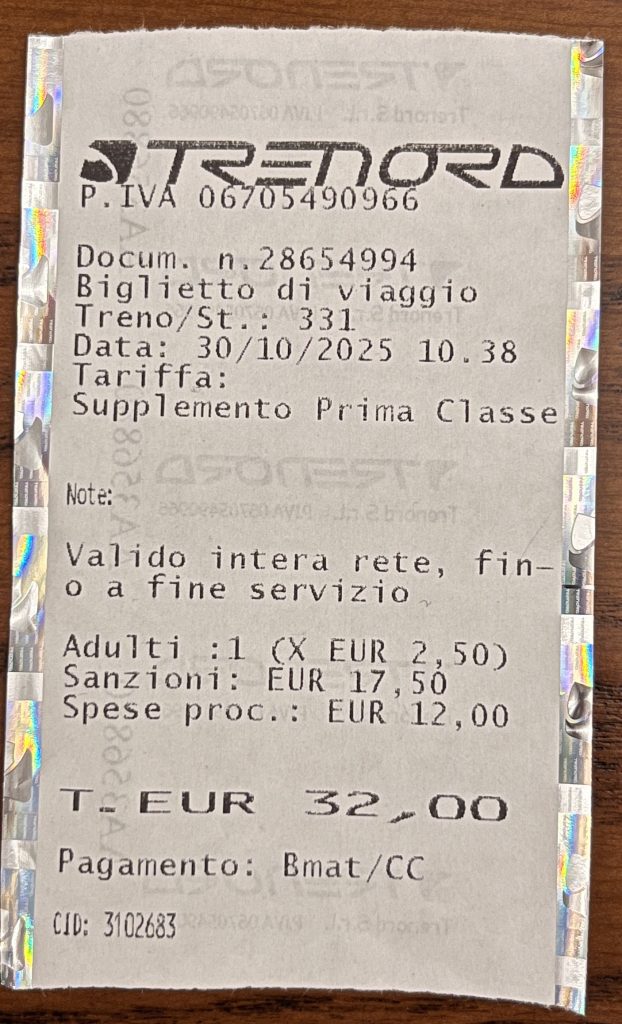 TRENORD
P.IVA 06705490966
Docum. n.28654994
Biglietto di viaggio
Treno/St.: 331
Data: 30/10/2025 10.38
Tariffa:
Supplemento Prima Classe
Note:
Valido intera rete, fin-
o a fine servizio
Adulti :1 (X EUR 2,50)
Sanzioni: EUR 17,50
Spese proc.: EUR 12,00
T. EUR 32,00
Pagamento: Bmat/CC
CID: 3102683